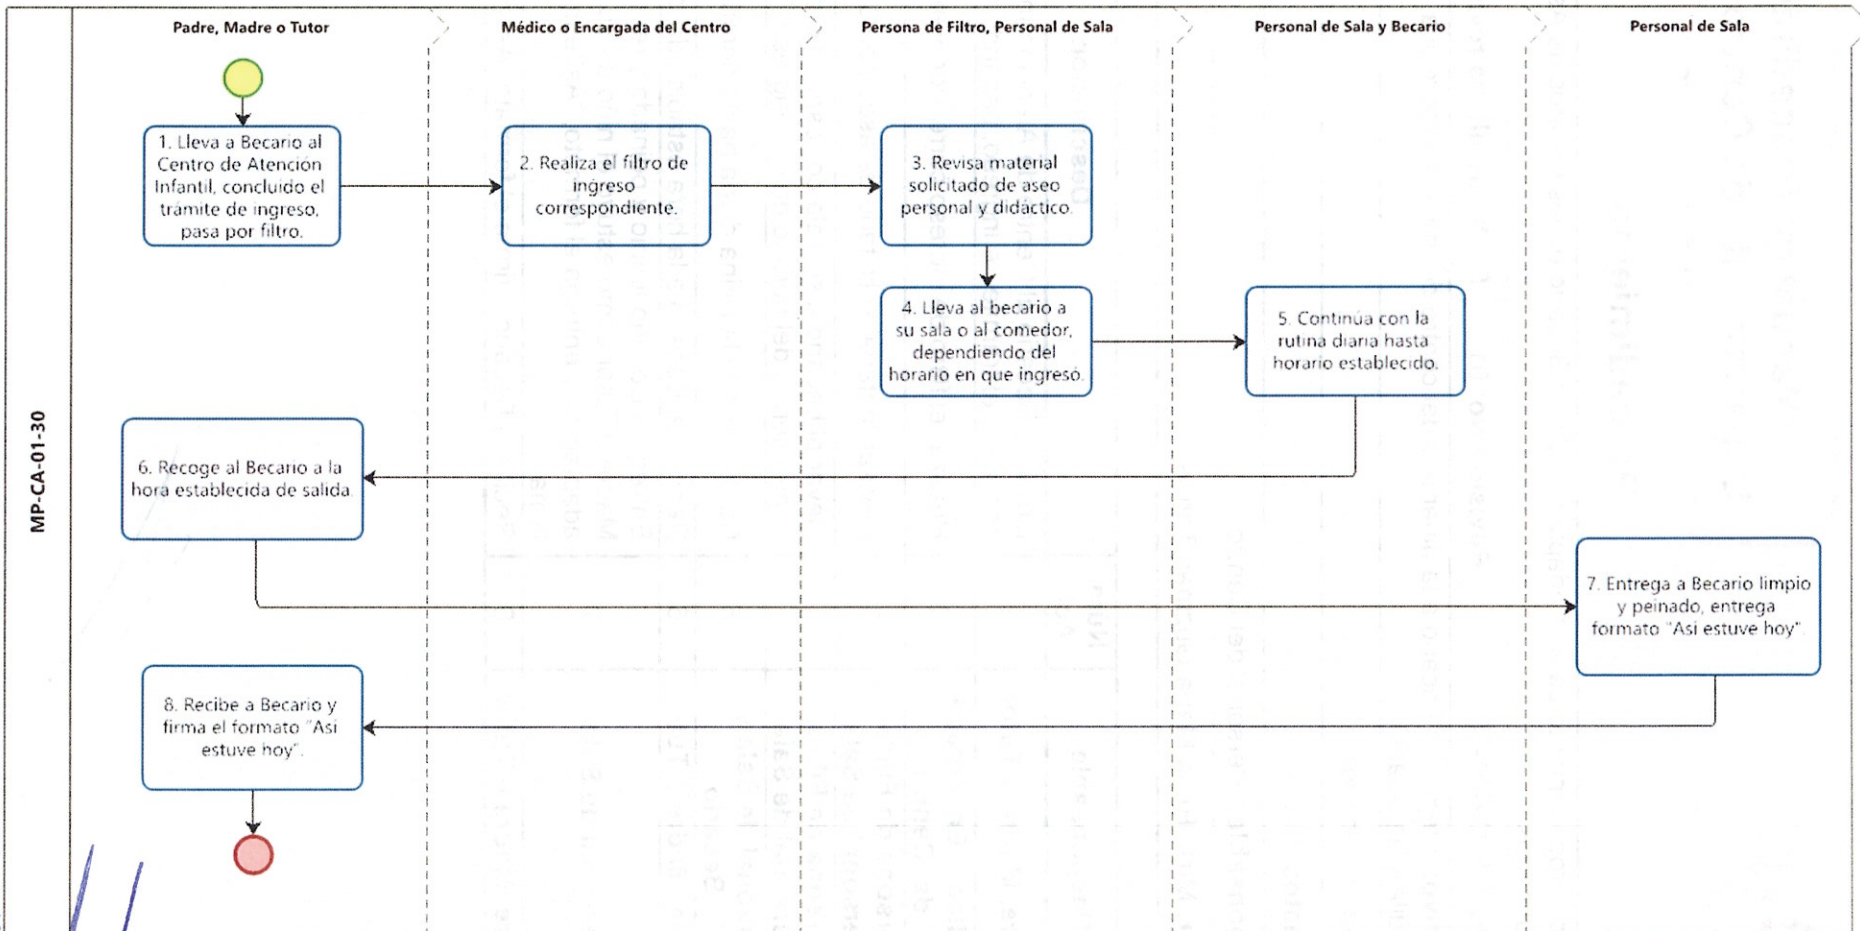 Padre, Madre o Tutor
Médico o Encargada del Centro
Persona de Filtro, Personal de Sala
Personal de Sala y Becario
Personal de Sala
MP-CA-01-30
1. Lleva a Becario al
Centro de Atención
Infantil, concluido el
trámite de ingreso,
pasa por filtro.
2. Realiza el filtro de
ingreso
correspondiente.
3. Revisa material
solicitado de aseo
personal y didáctico.
4. Lleva al becario a
su sala o al comedor,
dependiendo del
horario en que ingresó.
5. Continúa con la
rutina diaria hasta
horario establecido.
6. Recoge al Becario a la
hora establecida de salida.
7. Entrega a Becario limpio
y peinado, entrega
formato "Asi estuve hoy".
8. Recibe a Becario y
firma el formato "Asi
estuve hoy".